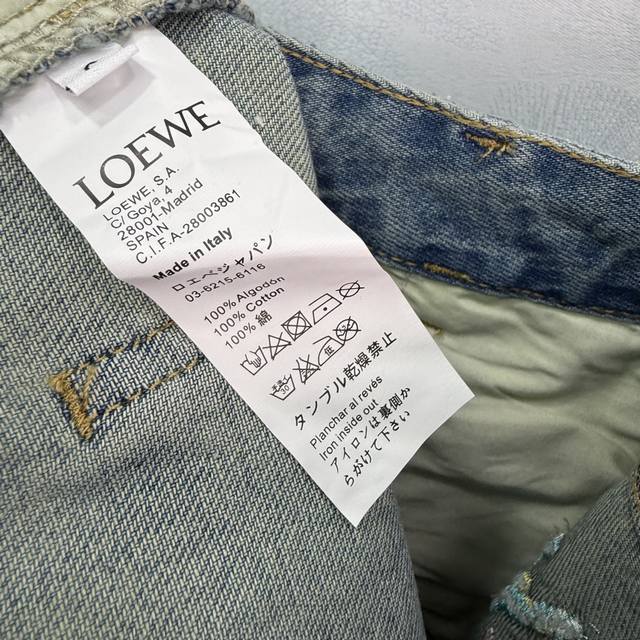 LOEWE
LOEWE, S.A.
C/ Goya, 4
28001-Madrid
SPAIN
C.I.F.A-28003861
Made in Italy
ロエベジャパン
03-6215-6116
100% Algodón
100% Cotton
100% 綿
タンブル乾燥禁止
Planchar al revés
Iron inside out
アイロンは裏側か
らがけて下さい